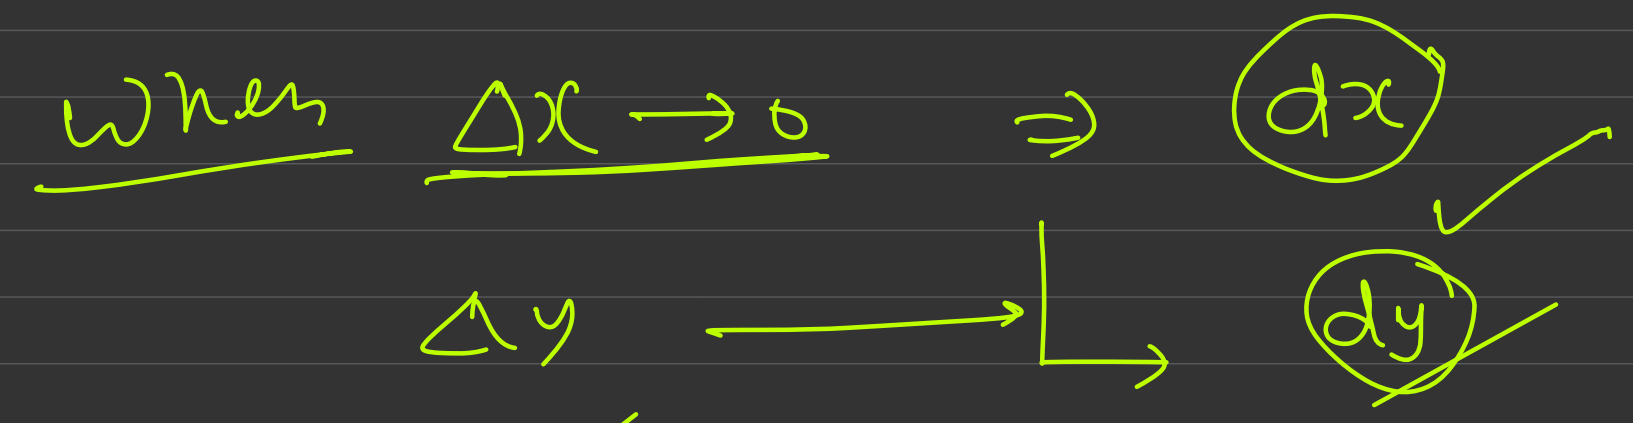 When Δx → 0 ⇒ dx
Δy → dy